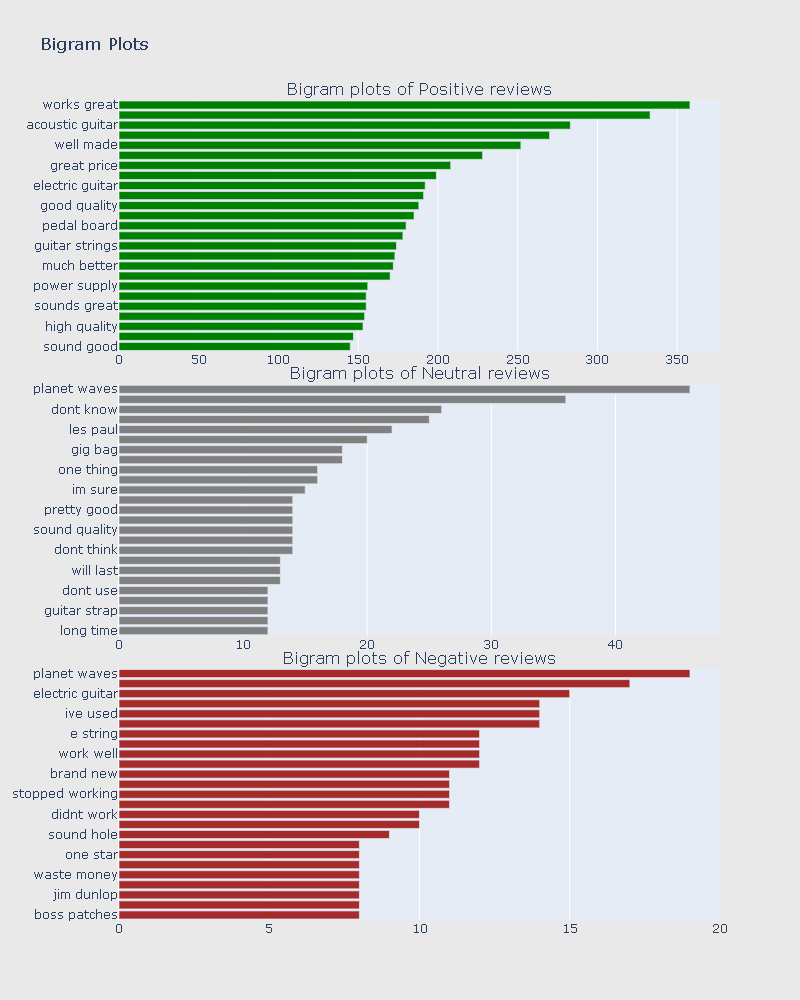 Bigram Plots
Bigram plots of Positive reviews
works great
acoustic guitar
well made
great price
electric guitar
good quality
pedal board
guitar strings
much better
power supply
sounds great
high quality
sound good
0 50 100 150 200 250 300 350
Bigram plots of Neutral reviews
planet waves
dont know
les paul
gig bag
one thing
im sure
pretty good
sound quality
dont think
will last
dont use
guitar strap
long time
0 10 20 30 40
Bigram plots of Negative reviews
planet waves
electric guitar
ive used
e string
work well
brand new
stopped working
didnt work
sound hole
one star
waste money
jim dunlop
boss patches
0 5 10 15 20